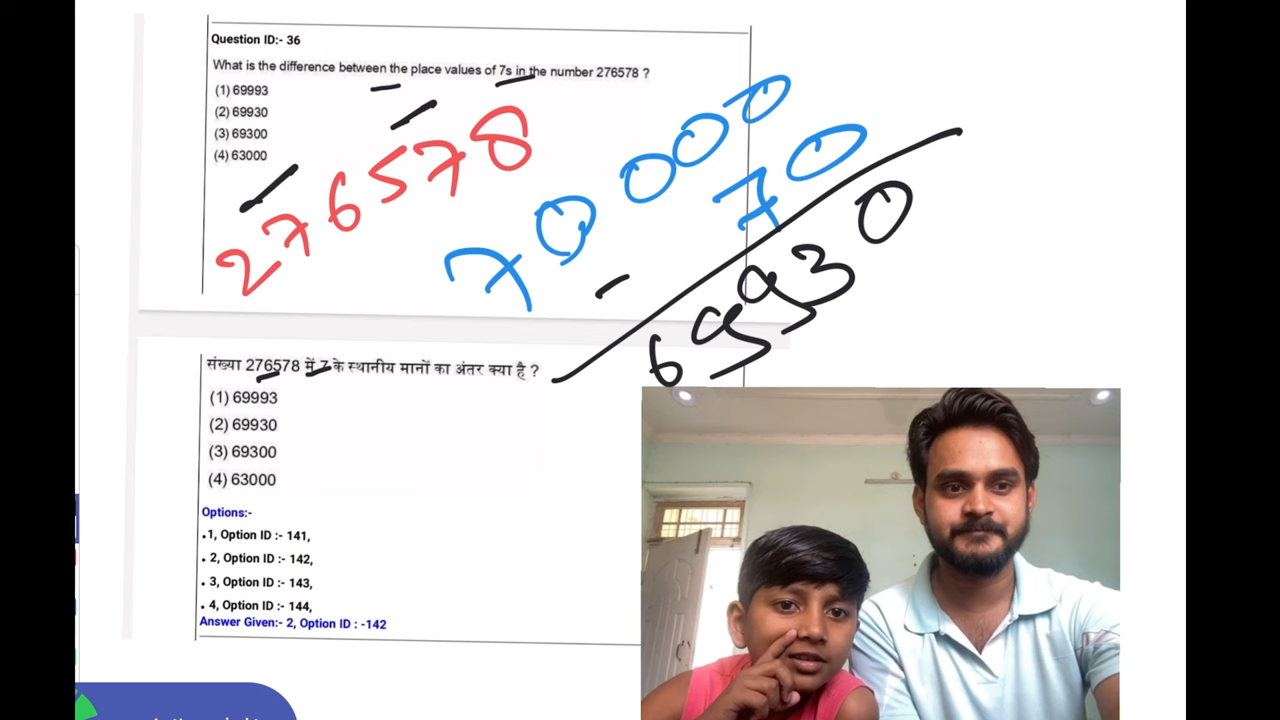 Question ID:- 36
What is the difference between the place values of 7s in the number 276578 ?
(1) 69993
(2) 69930
(3) 69300
(4) 63000
276578
70000
70
-
69930
संख्या 276578 में 7 के स्थानीय मानों का अंतर क्या है ?
(1) 69993
(2) 69930
(3) 69300
(4) 63000
Options:-
.1, Option ID :- 141,
. 2, Option ID :- 142,
. 3, Option ID :- 143,
. 4, Option ID :- 144,
Answer Given:- 2, Option ID : -142